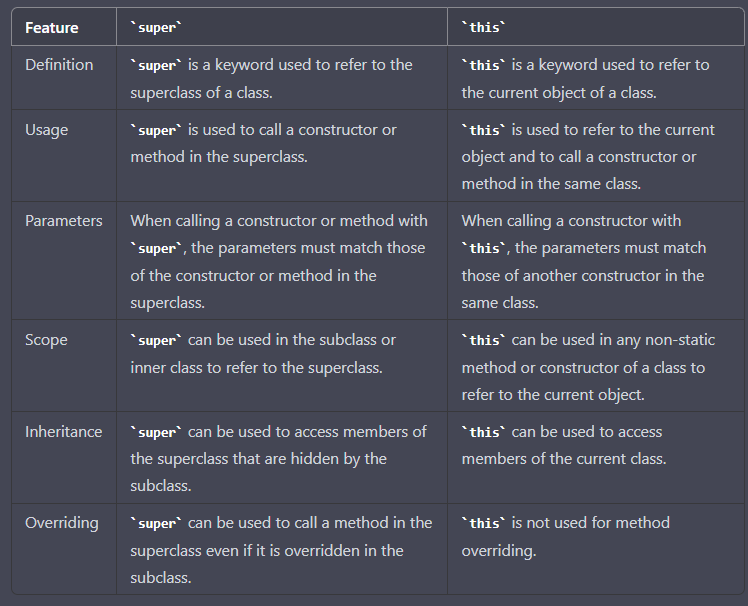 Feature `super` `this`
Definition `super` is a keyword used to refer to the superclass of a class. `this` is a keyword used to refer to the current object of a class.
Usage `super` is used to call a constructor or method in the superclass. `this` is used to refer to the current object and to call a constructor or method in the same class.
Parameters When calling a constructor or method with `super`, the parameters must match those of the constructor or method in the superclass. When calling a constructor with `this`, the parameters must match those of another constructor in the same class.
Scope `super` can be used in the subclass or inner class to refer to the superclass. `this` can be used in any non-static method or constructor of a class to refer to the current object.
Inheritance `super` can be used to access members of the superclass that are hidden by the subclass. `this` can be used to access members of the current class.
Overriding `super` can be used to call a method in the superclass even if it is overridden in the subclass. `this` is not used for method overriding.